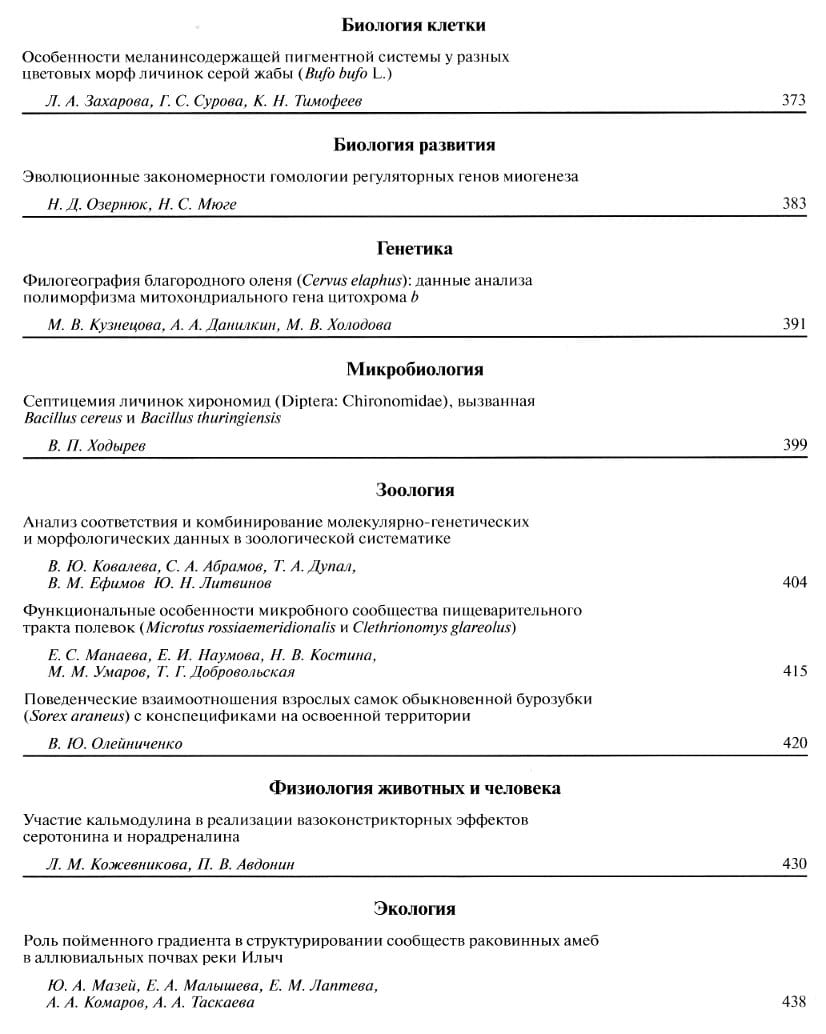 Биология клетки
Особенности меланинсодержащей пигментной системы у разных
цветовых морф личинок серой жабы (Bufo bufo L.)
Л. А. Захарова, Г. С. Сурова, К. Н. Тимофеев 373
Биология развития
Эволюционные закономерности гомологии регуляторных генов миогенеза
Н. Д. Озернюк, Н. С. Мюге 383
Генетика
Филогеография благородного оленя (Cervus elaphus): данные анализа
полиморфизма митохондриального гена цитохрома b
М. В. Кузнецова, А. А. Данилкин, М. В. Холодова 391
Микробиология
Септицемия личинок хирономид (Diptera: Chironomidae), вызванная
Bacillus cereus и Bacillus thuringiensis
В. П. Ходырев 399
Зоология
Анализ соответствия и комбинирование молекулярно-генетических
и морфологических данных в зоологической систематике
В. Ю. Ковалева, С. А. Абрамов, Т. А. Дупал,
В. М. Ефимов Ю. Н. Литвинов 404
Функциональные особенности микробного сообщества пищеварительного
тракта полевок (Microtus rossiaemeridionalis и Clethrionomys glareolus)
Е. С. Манаева, Е. И. Наумова, Н. В. Костина,
М. М. Умаров, Т. Г. Добровольская 415
Поведенческие взаимоотношения взрослых самок обыкновенной бурозубки
(Sorex araneus) с конспецификами на освоенной территории
В. Ю. Олейниченко 420
Физиология животных и человека
Участие кальмодулина в реализации вазоконстрикторных эффектов
серотонина и норадреналина
Л. М. Кожевникова, П. В. Авдонин 430
Экология
Роль пойменного градиента в структурировании сообществ раковинных амеб
в аллювиальных почвах реки Илыч
Ю. А. Мазей, Е. А. Малышева, Е. М. Лаптева,
А. А. Комаров, А. А. Таскаева 438